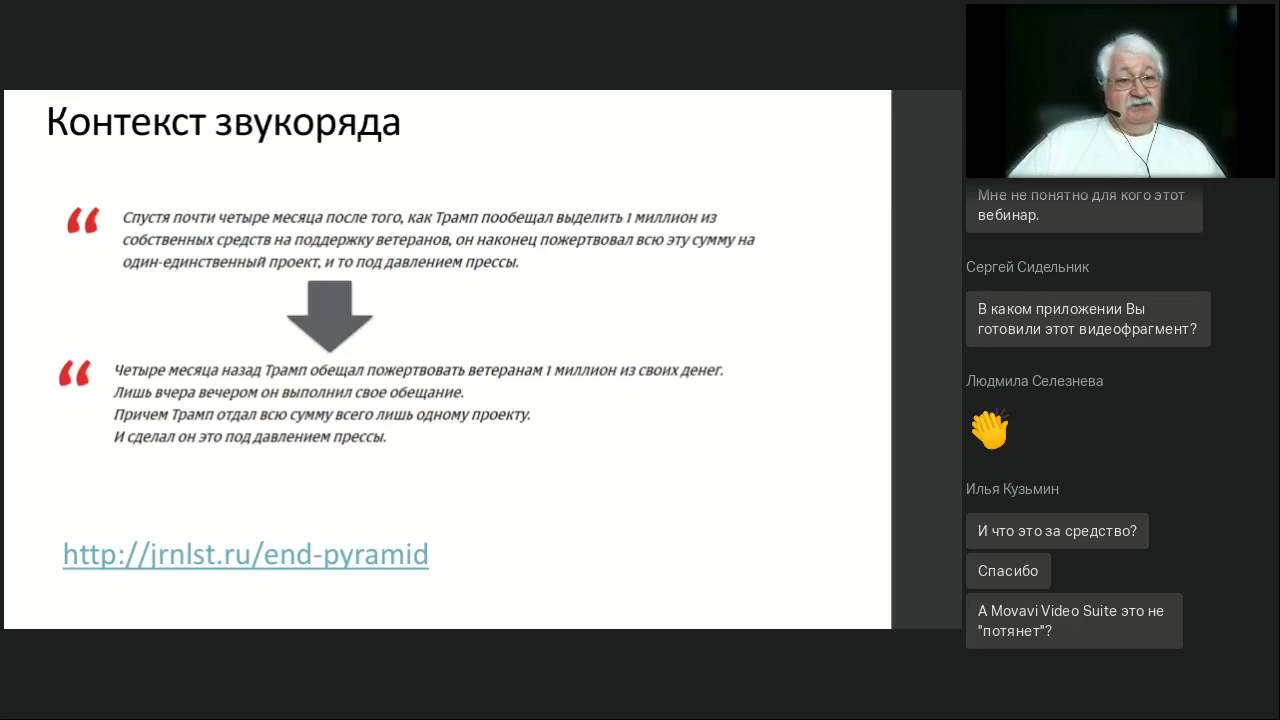 Контекст звукоряда
Спустя почти четыре месяца после того, как Трамп пообещал выделить 1 миллион из
собственных средств на поддержку ветеранов, он наконец пожертвовал всю эту сумму на
один-единственный проект, и то под давлением прессы.
Четыре месяца назад Трамп обещал пожертвовать ветеранам 1 миллион из своих денег.
Лишь вчера вечером он выполнил свое обещание.
Причем Трамп отдал всю сумму всего лишь одному проекту.
И сделал он это под давлением прессы.
http://jrnlst.ru/end-pyramid
Мне не понятно для кого этот
вебинар.
Сергей Сидельник
В каком приложении Вы
готовили этот видеофрагмент?
Людмила Селезнева
Илья Кузьмин
И что это за средство?
Спасибо
А Movavi Video Suite это не
"потянет"?